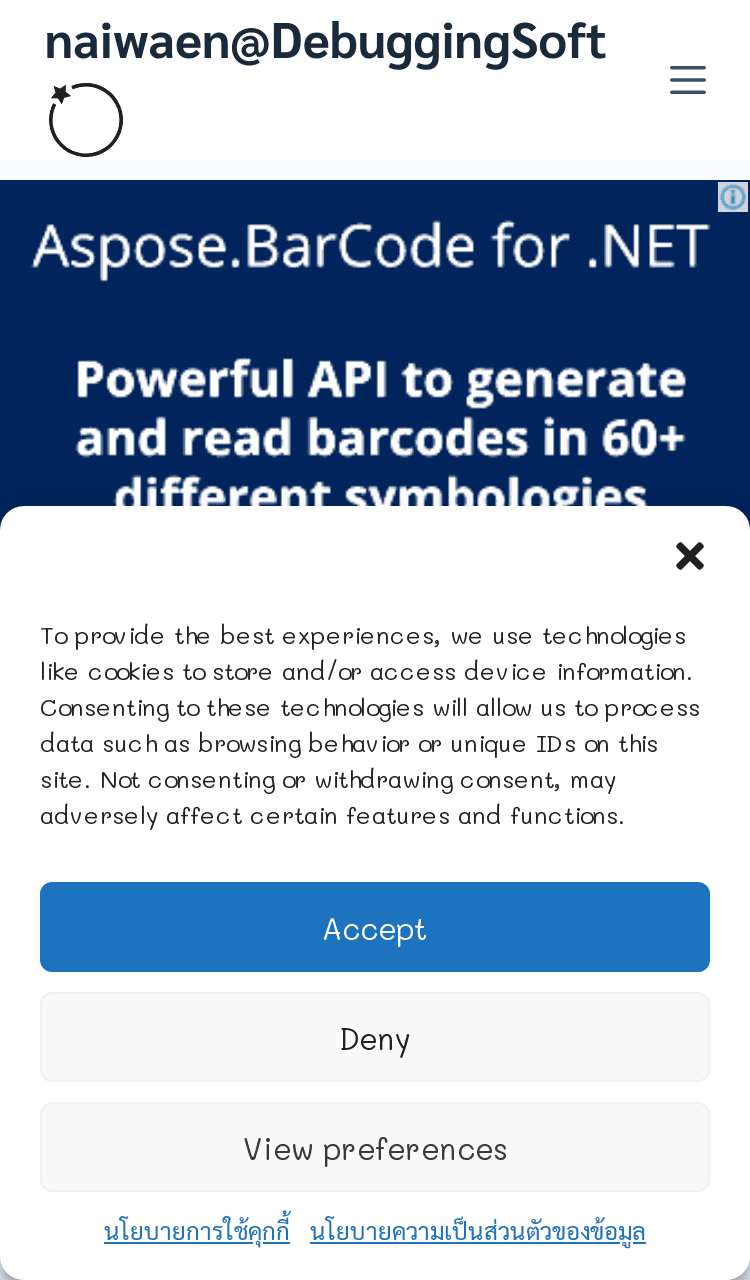 naiwaen@DebuggingSoft
Aspose.BarCode for .NET
Powerful API to generate
and read barcodes in 60+
different symbologies
To provide the best experiences, we use technologies
like cookies to store and/or access device information.
Consenting to these technologies will allow us to process
data such as browsing behavior or unique IDs on this
site. Not consenting or withdrawing consent, may
adversely affect certain features and functions.
Accept
Deny
View preferences
นโยบายการใช้คุกกี้ นโยบายความเป็นส่วนตัวของข้อมูล